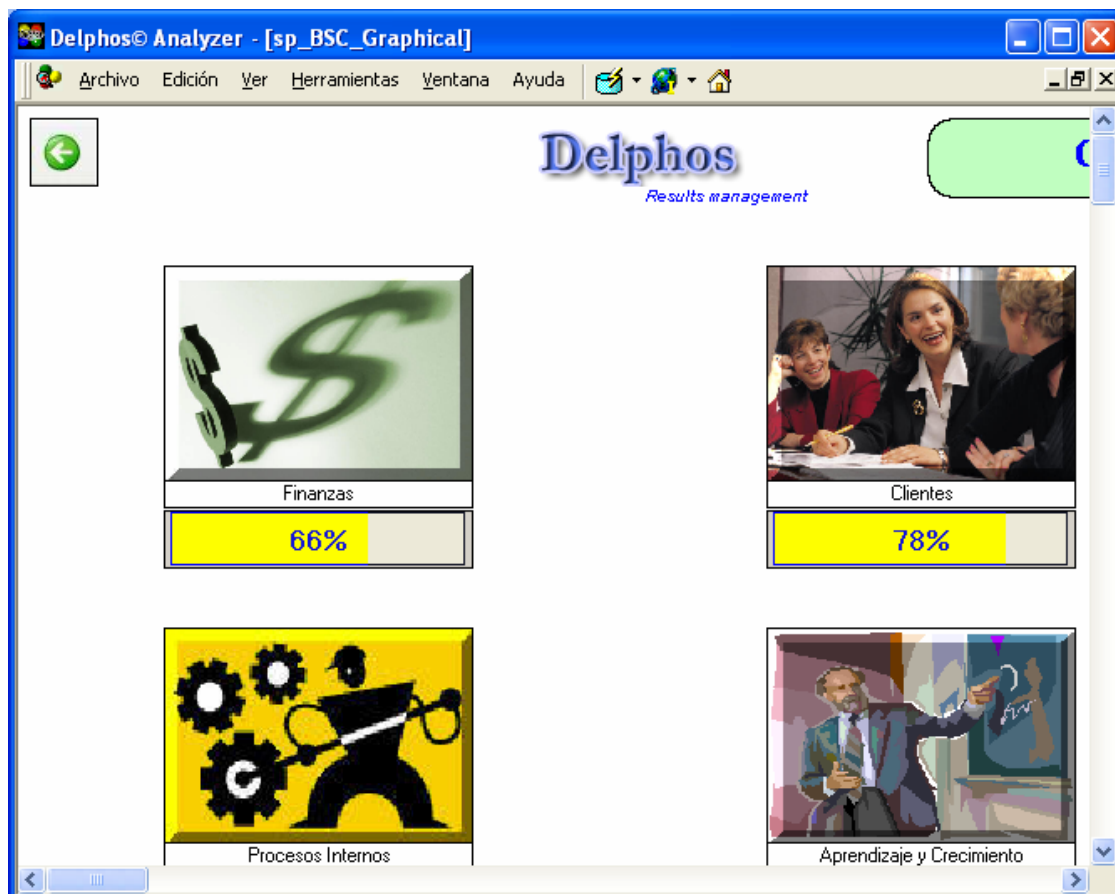 Delphos© Analyzer - [sp_BSC_Graphical]
Archivo Edición Ver Herramientas Ventana Ayuda
Delphos
Results management
Finanzas
Clientes
66%
78%
Procesos Internos
Aprendizaje y Crecimiento